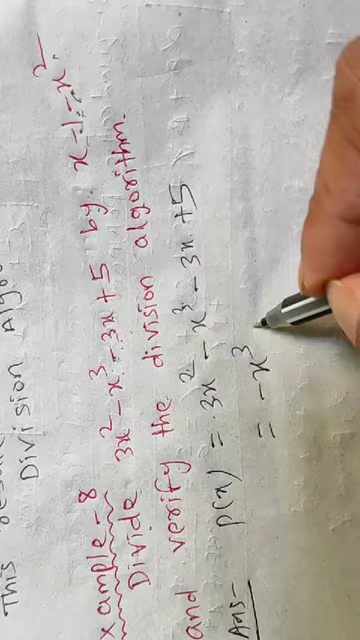 This
Division Algo
xample-8
Divide 3x²-x³-3x+5 by x-1-x²
and verify the division algorithm.
Ans- p(x) = 3x²-x³-3x+5
= -x³